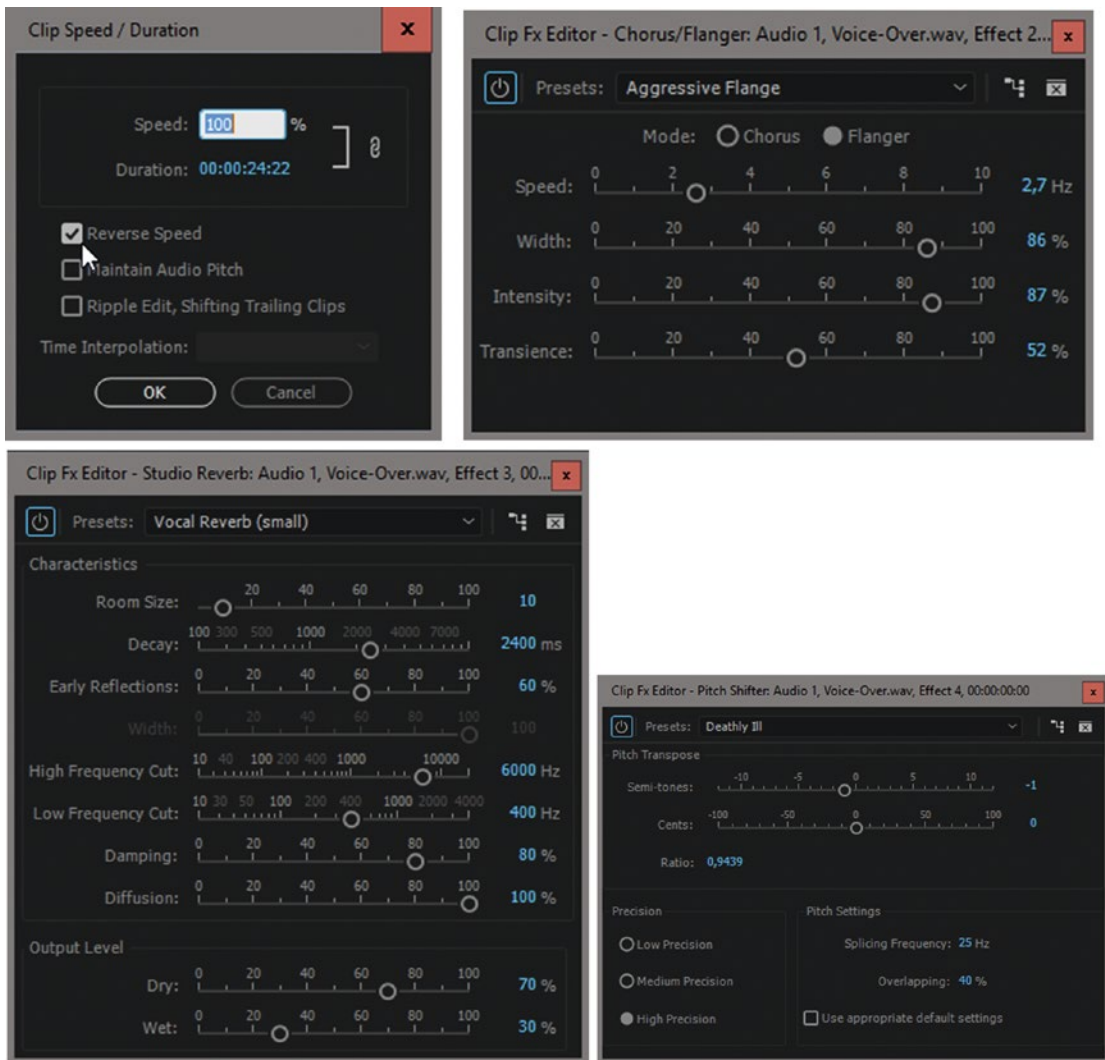 Clip Speed / Duration
x
Speed: 100 %
Duration: 00:00:24:22
Reverse Speed
Maintain Audio Pitch
Ripple Edit, Shifting Trailing Clips
Time Interpolation:
OK Cancel
Clip Fx Editor - Chorus/Flanger: Audio 1, Voice-Over.wav, Effect 2... x
Presets: Aggressive Flange
Mode: Chorus Flanger
0 2 4 6 8 10
Speed: 2,7 Hz
0 20 40 60 80 100
Width: 86 %
0 20 40 60 80 100
Intensity: 87 %
0 20 40 60 80 100
Transience: 52 %
Clip Fx Editor - Studio Reverb: Audio 1, Voice-Over.wav, Effect 3, 00... x
Presets: Vocal Reverb (small)
Characteristics
20 40 60 80 100
Room Size: 10
100 300 500 1000 2000 4000 7000
Decay: 2400 ms
0 20 40 60 80 100
Early Reflections: 60 %
0 20 40 60 80 100
Width: 100
10 40 100 200 400 1000 10000
High Frequency Cut: 6000 Hz
10 30 50 100 200 400 1000 2000 4000
Low Frequency Cut: 400 Hz
0 20 40 60 80 100
Damping: 80 %
0 20 40 60 80 100
Diffusion: 100 %
Output Level
0 20 40 60 80 100
Dry: 70 %
0 20 40 60 80 100
Wet: 30 %
Clip Fx Editor - Pitch Shifter: Audio 1, Voice-Over.wav, Effect 4, 00:00:00:00 x
Presets: Deathly Ill
Pitch Transpose
-10 -5 0 5 10
Semi-tones: -1
-100 -50 0 50 100
Cents: 0
Ratio: 0,9439
Precision
Low Precision
Medium Precision
High Precision
Pitch Settings
Splicing Frequency: 25 Hz
Overlapping: 40 %
Use appropriate default settings